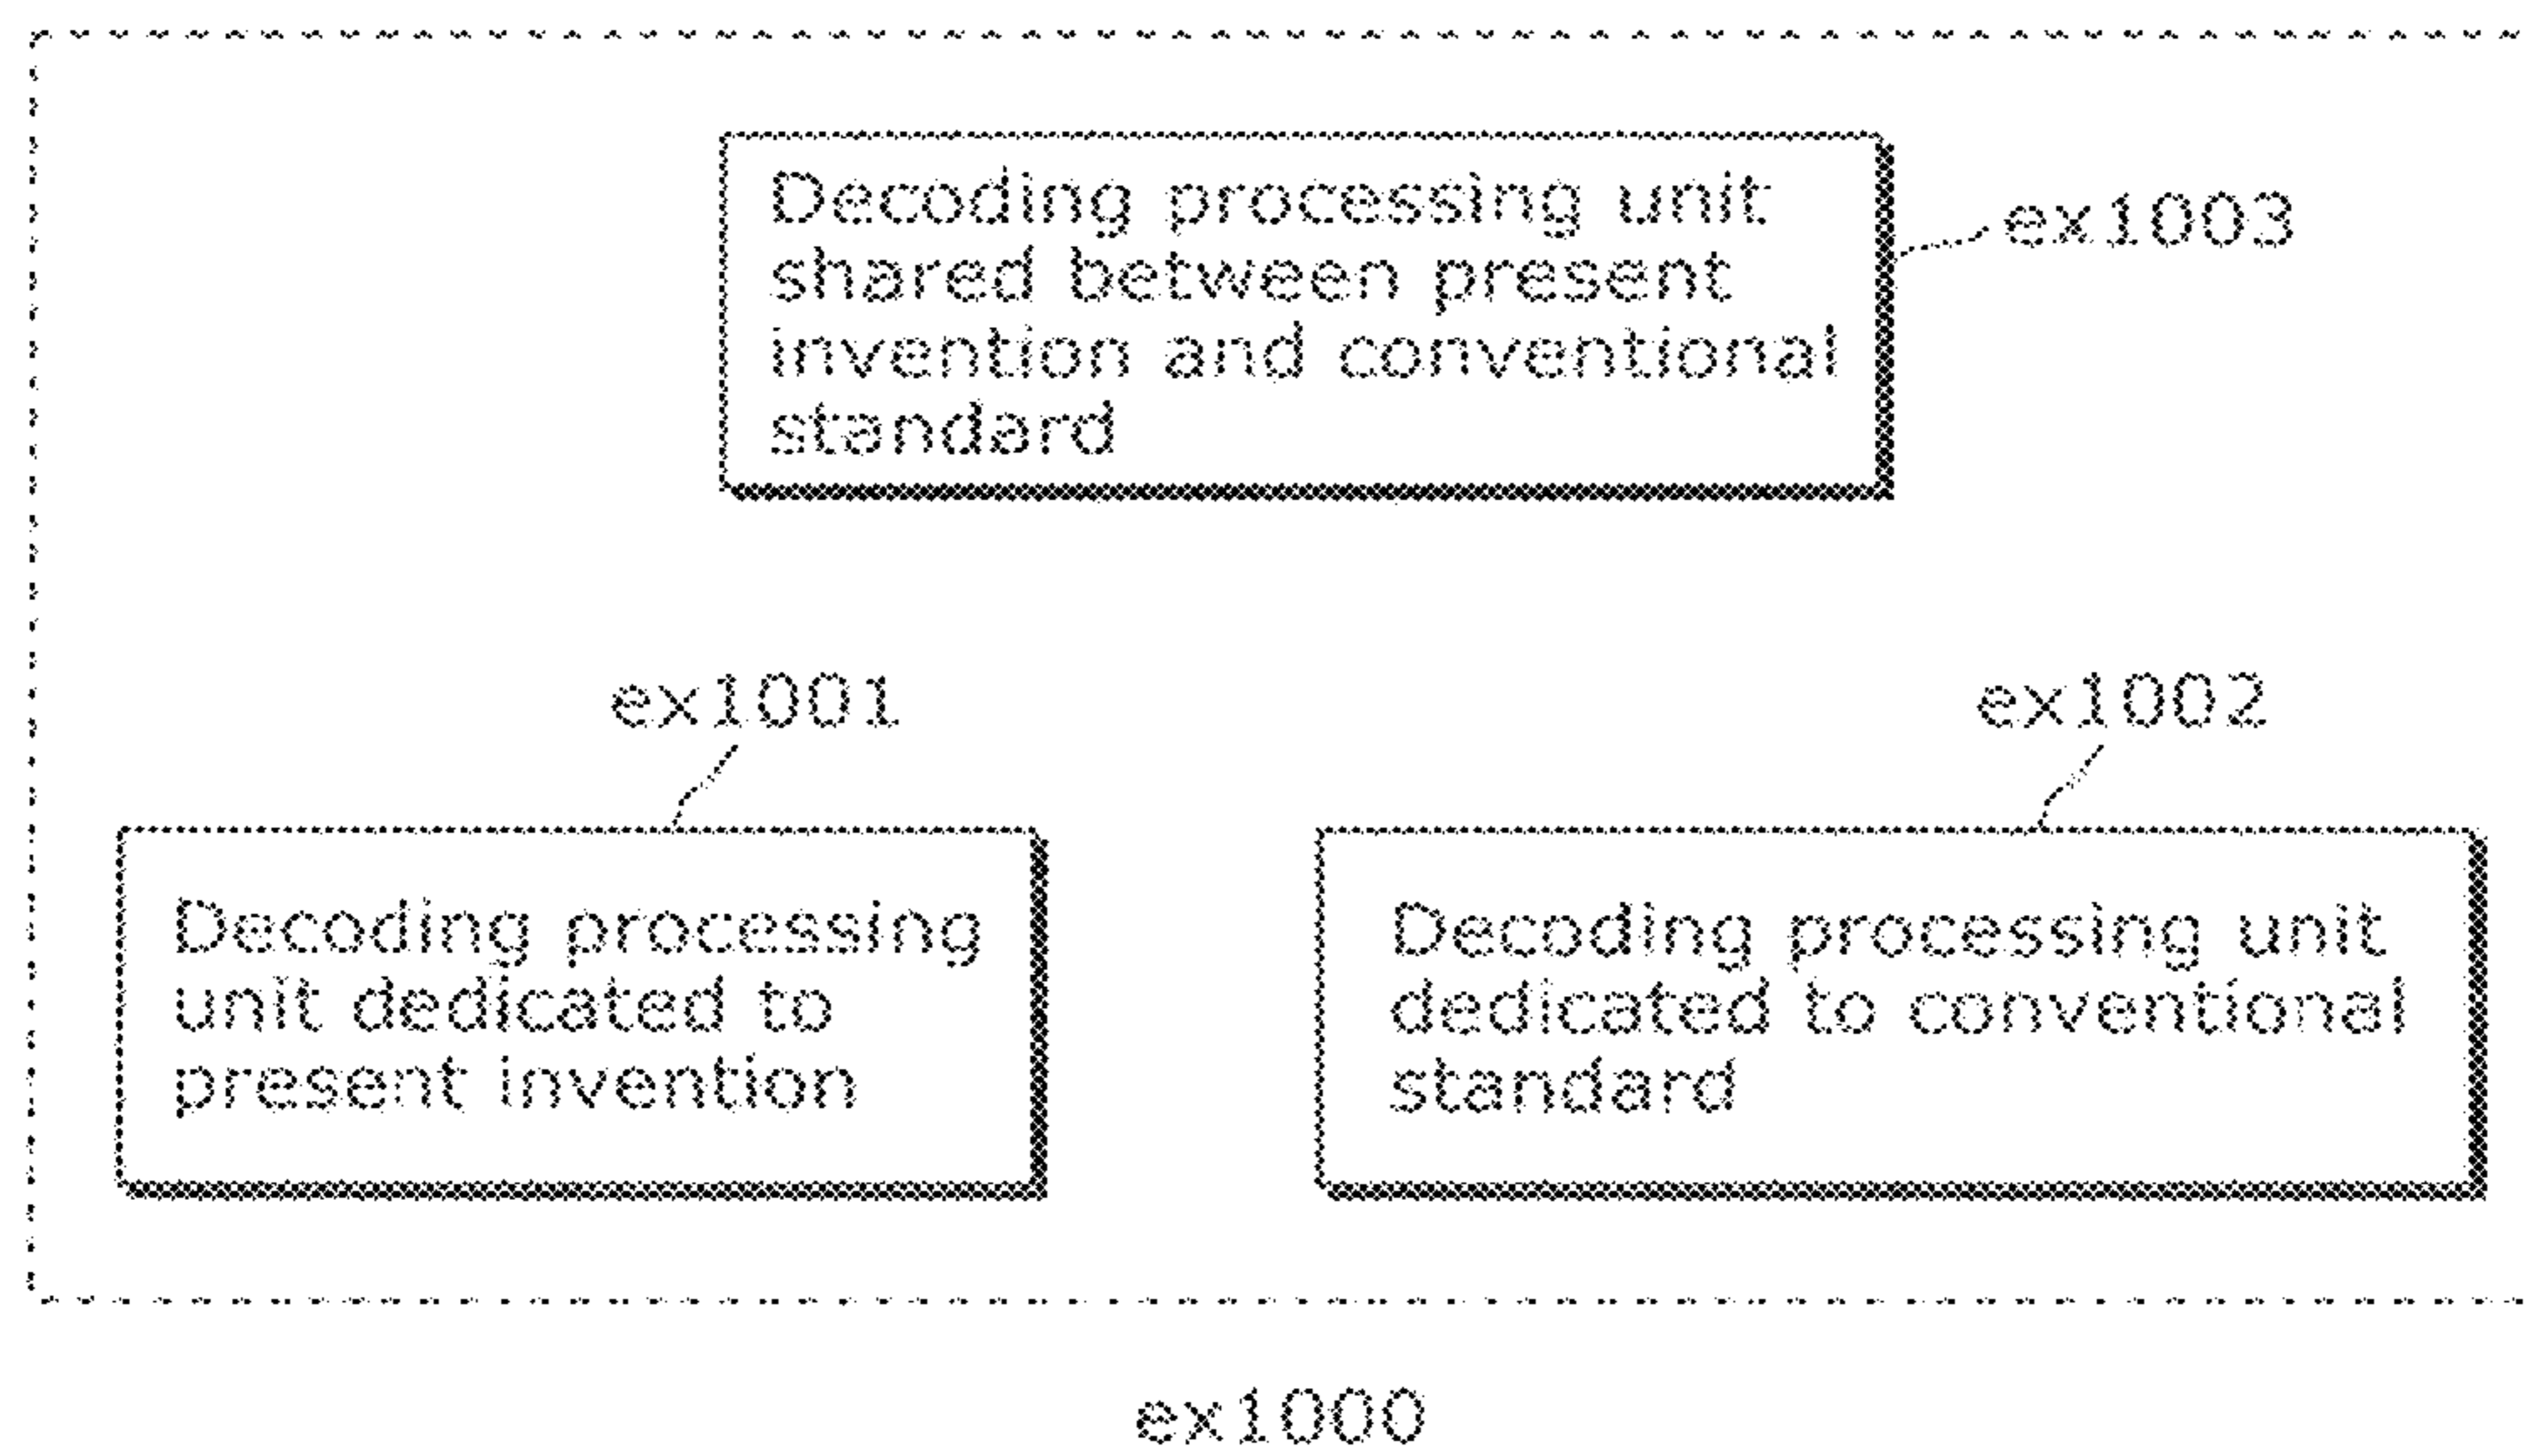 Decoding processing unit
shared between present
invention and conventional
standard
ex1003
ex1001
ex1002
Decoding processing
unit dedicated to
present invention
Decoding processing unit
dedicated to conventional
standard
ex1000